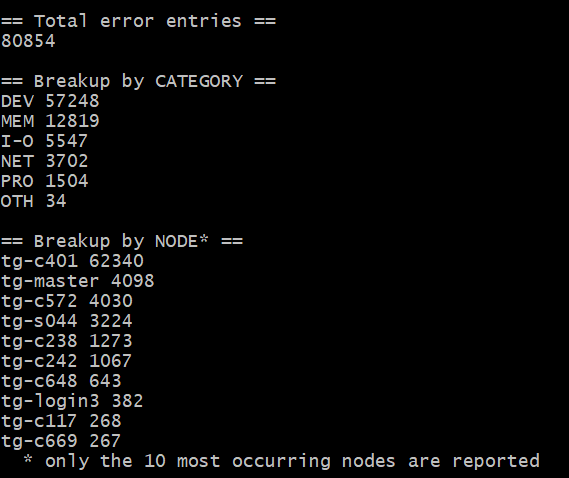 == Total error entries ==
80854
== Breakup by CATEGORY ==
DEV 57248
MEM 12819
I-O 5547
NET 3702
PRO 1504
OTH 34
== Breakup by NODE* ==
tg-c401 62340
tg-master 4098
tg-c572 4030
tg-s044 3224
tg-c238 1273
tg-c242 1067
tg-c648 643
tg-login3 382
tg-c117 268
tg-c669 267
* only the 10 most occurring nodes are reported